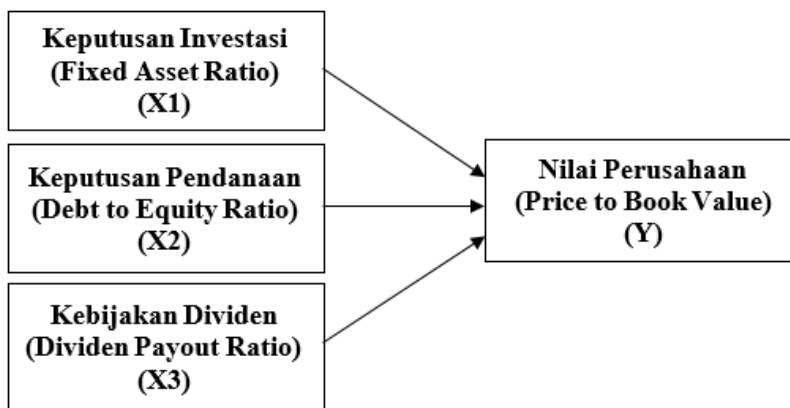 Keputusan Investasi
(Fixed Asset Ratio)
(X1)
Keputusan Pendanaan
(Debt to Equity Ratio)
(X2)
Kebijakan Dividen
(Dividen Payout Ratio)
(X3)
Nilai Perusahaan
(Price to Book Value)
(Y)